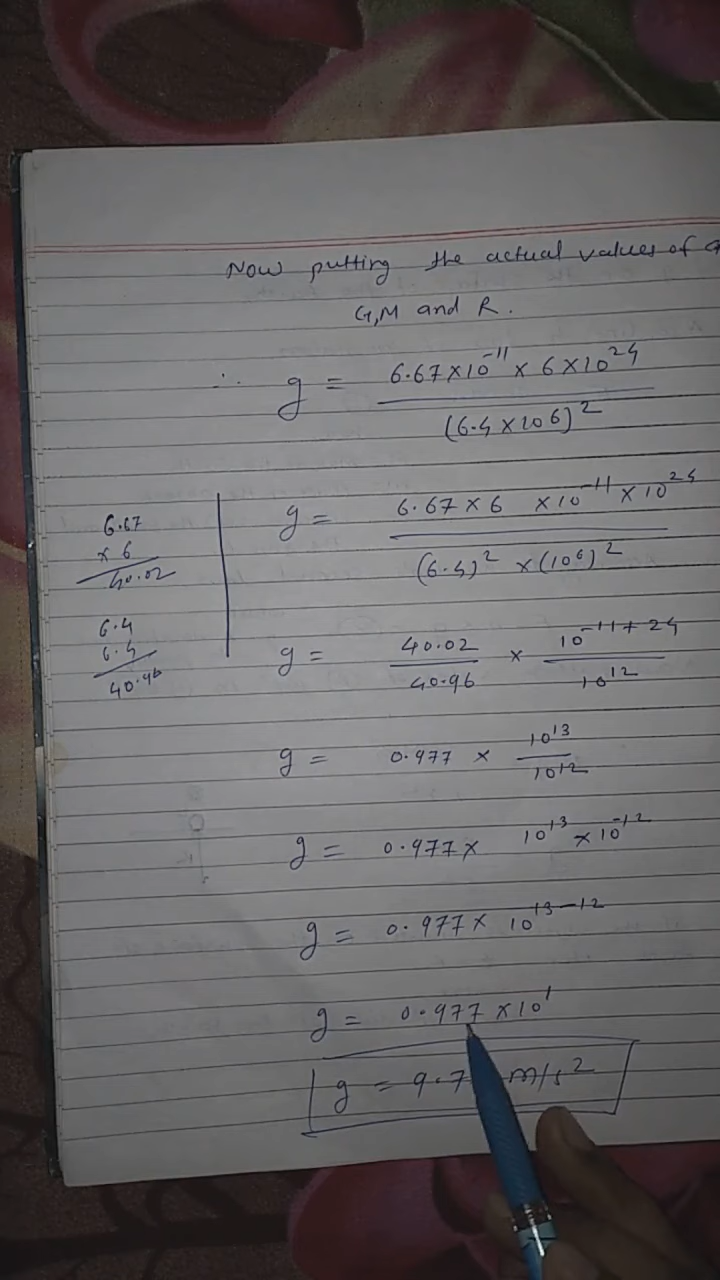 Now putting the actual values of G
G,M and R.
∴ g = 6.67×10⁻¹¹ × 6×10²⁴ / (6.4×10⁶)²
g = 6.67×6 ×10⁻¹¹ ×10²⁴ / (6.4)² ×(10⁶)²
6.67
× 6
40.02
6.4
6.4
40.96
g = 40.02 / 40.96 × 10⁻¹¹⁺²⁴ / 10¹²
g = 0.977 × 10¹³ / 10¹²
g = 0.977 × 10¹³ × 10⁻¹²
g = 0.977 × 10¹³⁻¹²
g = 0.977 × 10¹
g = 9.7 m/s²